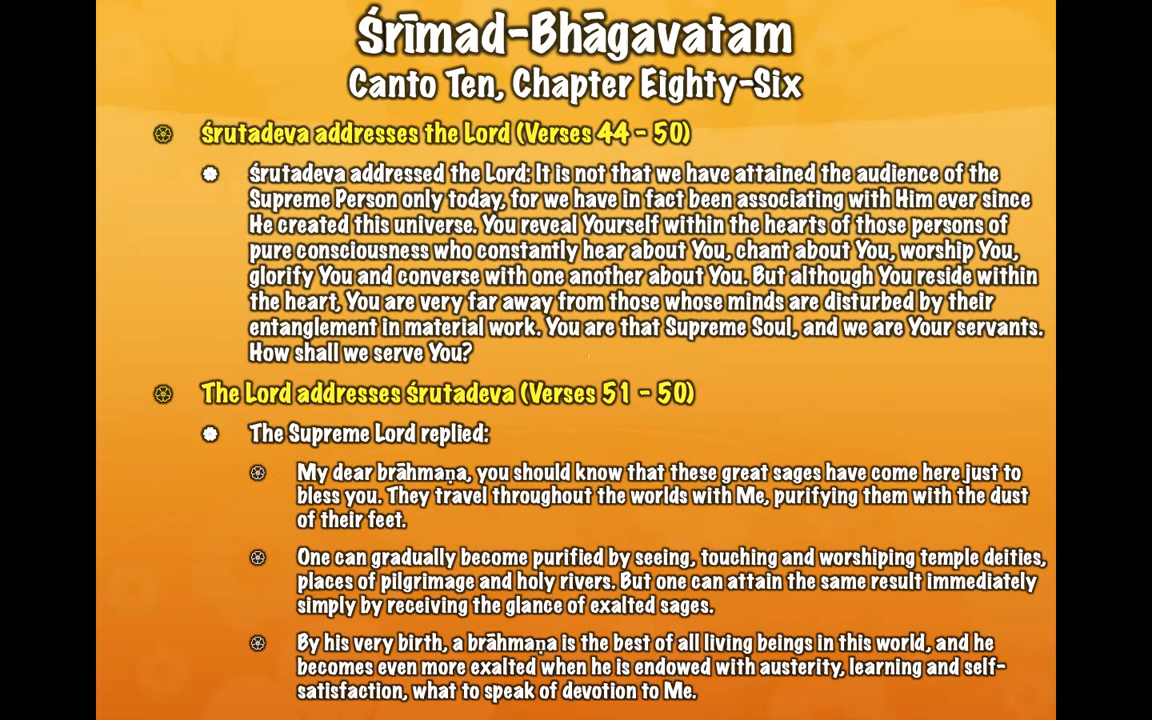 Śrīmad-Bhāgavatam
Canto Ten, Chapter Eighty-Six
śrutadeva addresses the Lord (Verses 44 - 50)
śrutadeva addressed the Lord: It is not that we have attained the audience of the
Supreme Person only today, for we have in fact been associating with Him ever since
He created this universe. You reveal Yourself within the hearts of those persons of
pure consciousness who constantly hear about You, chant about You, worship You,
glorify You and converse with one another about You. But although You reside within
the heart, You are very far away from those whose minds are disturbed by their
entanglement in material work. You are that Supreme Soul, and we are Your servants.
How shall we serve You?
The Lord addresses śrutadeva (Verses 51 - 50)
The Supreme Lord replied:
My dear brāhmaṇa, you should know that these great sages have come here just to
bless you. They travel throughout the worlds with Me, purifying them with the dust
of their feet.
One can gradually become purified by seeing, touching and worshiping temple deities,
places of pilgrimage and holy rivers. But one can attain the same result immediately
simply by receiving the glance of exalted sages.
By his very birth, a brāhmaṇa is the best of all living beings in this world, and he
becomes even more exalted when he is endowed with austerity, learning and self-
satisfaction, what to speak of devotion to Me.